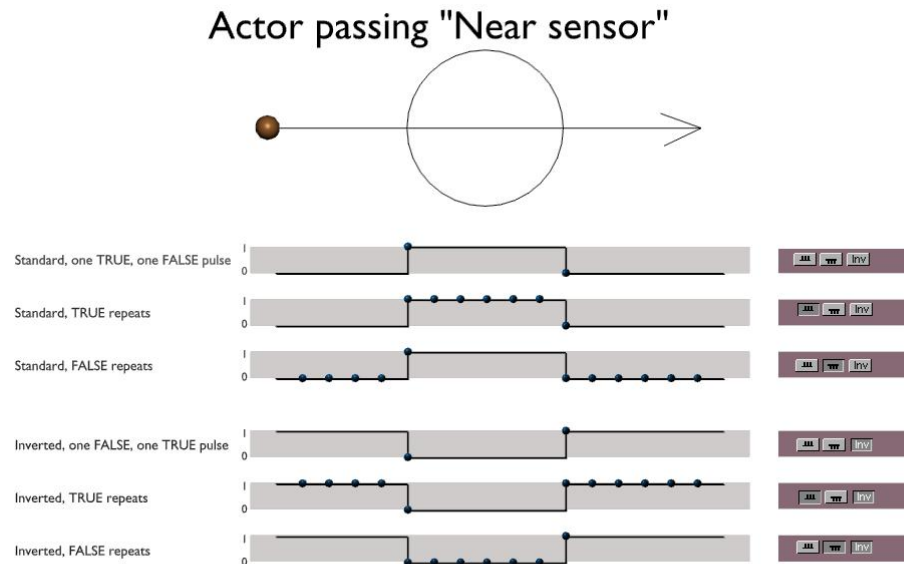 Actor passing "Near sensor"
Standard, one TRUE, one FALSE pulse
1
0
Inv
Standard, TRUE repeats
1
0
Inv
Standard, FALSE repeats
1
0
Inv
Inverted, one FALSE, one TRUE pulse
1
0
Inv
Inverted, TRUE repeats
1
0
Inv
Inverted, FALSE repeats
1
0
Inv